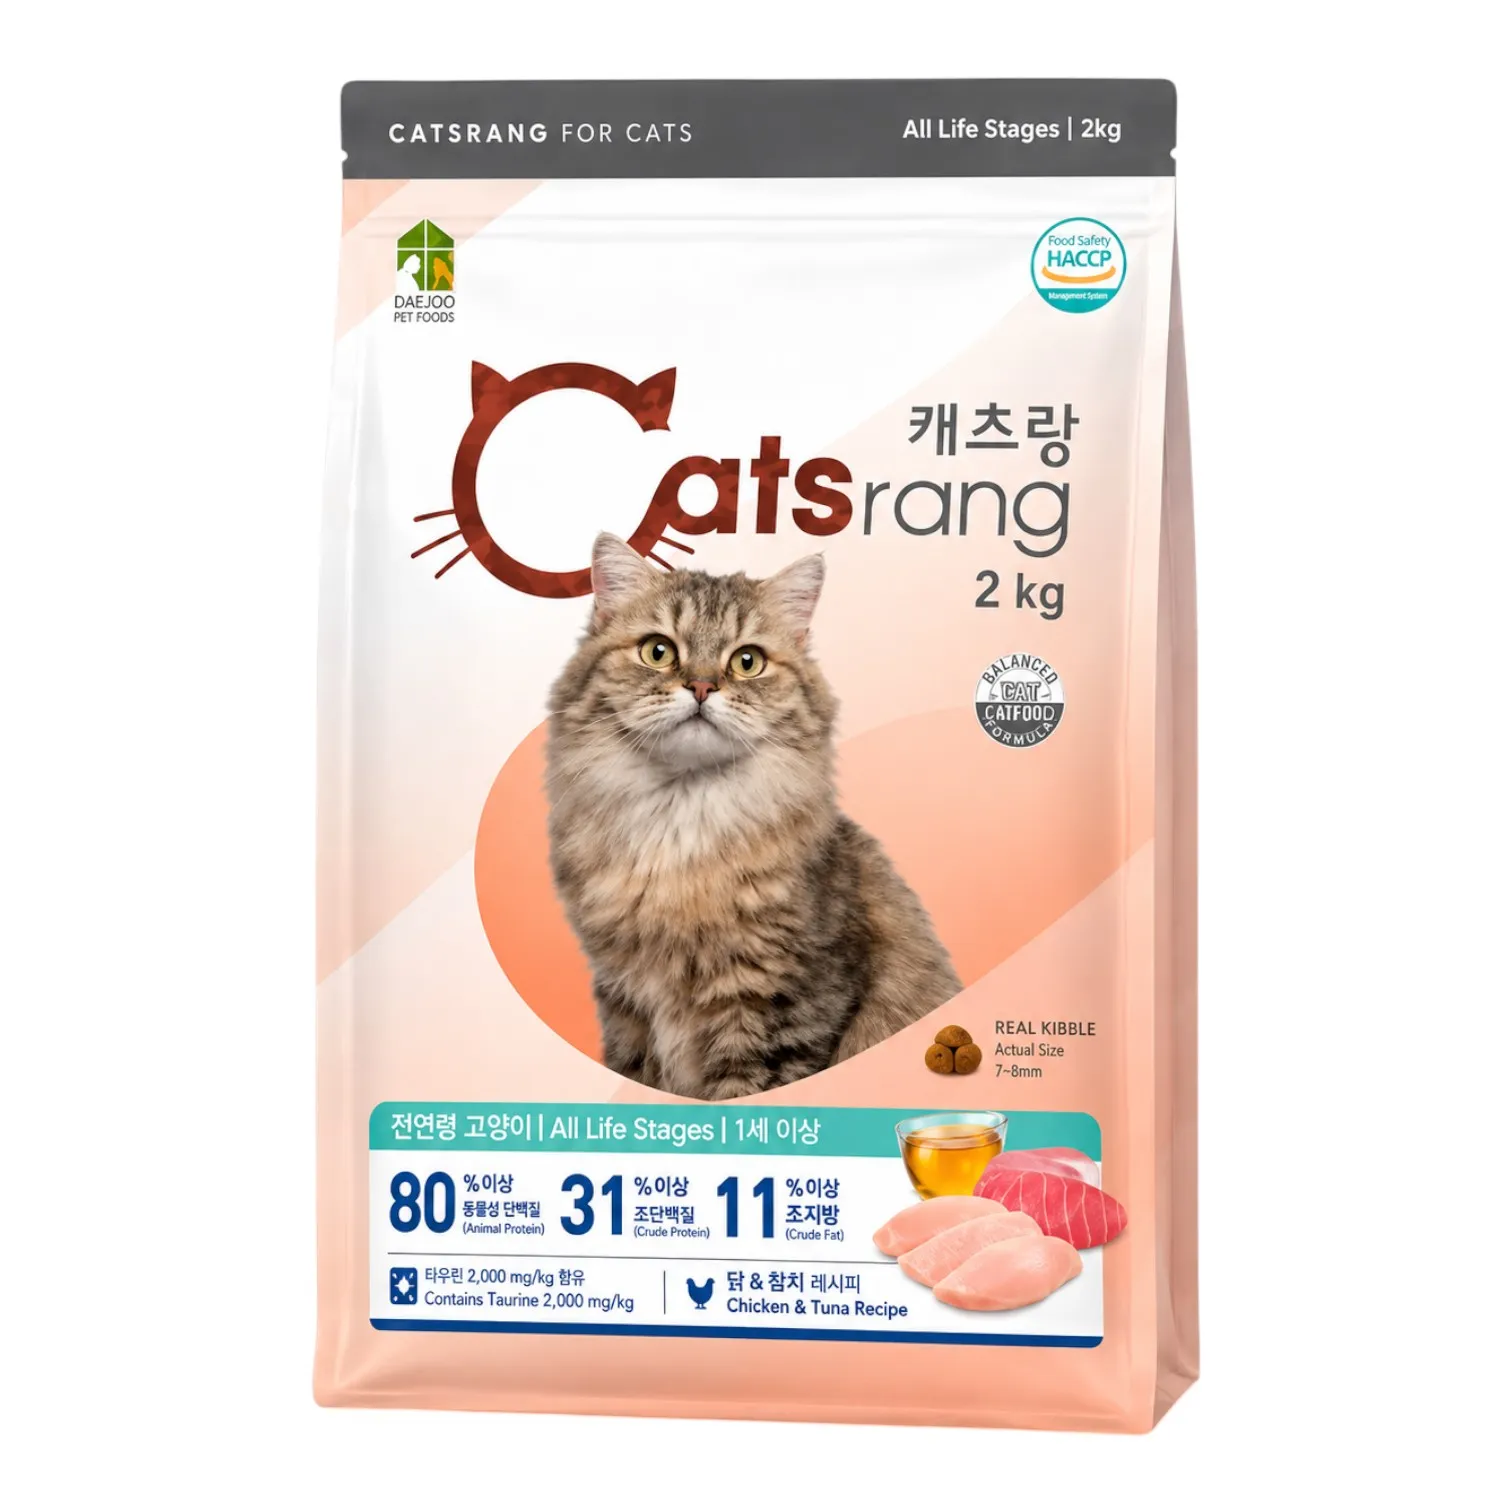 CATSRANG FOR CATS
All Life Stages | 2kg
DAEJOO
PET FOODS
Food Safety
HACCP
Management System
캐츠랑
Catsrang
2 kg
BALANCED
CAT
CATFOOD
FORMULA
REAL KIBBLE
Actual Size
7~8mm
전연령 고양이 | All Life Stages | 1세 이상
80 %이상
동물성 단백질
(Animal Protein)
31 %이상
조단백질
(Crude Protein)
11 %이상
조지방
(Crude Fat)
타우린 2,000 mg/kg 함유
Contains Taurine 2,000 mg/kg
닭 & 참치 레시피
Chicken & Tuna Recipe